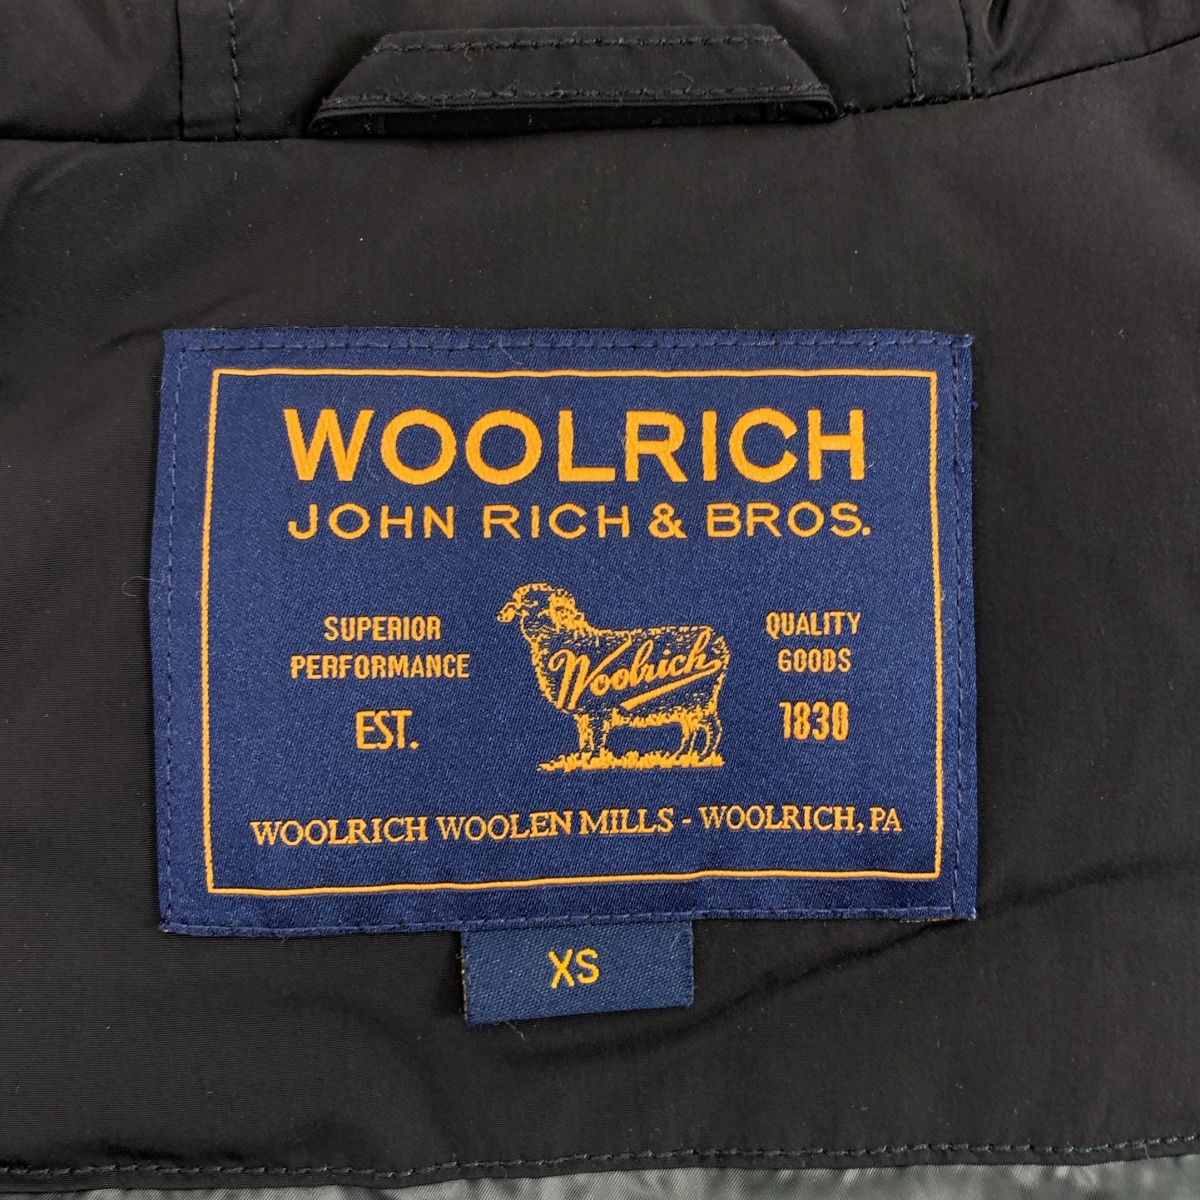 WOOLRICH
JOHN RICH & BROS.
SUPERIOR
PERFORMANCE
EST.
Woolrich
QUALITY
GOODS
1830
WOOLRICH WOOLEN MILLS - WOOLRICH, PA
XS